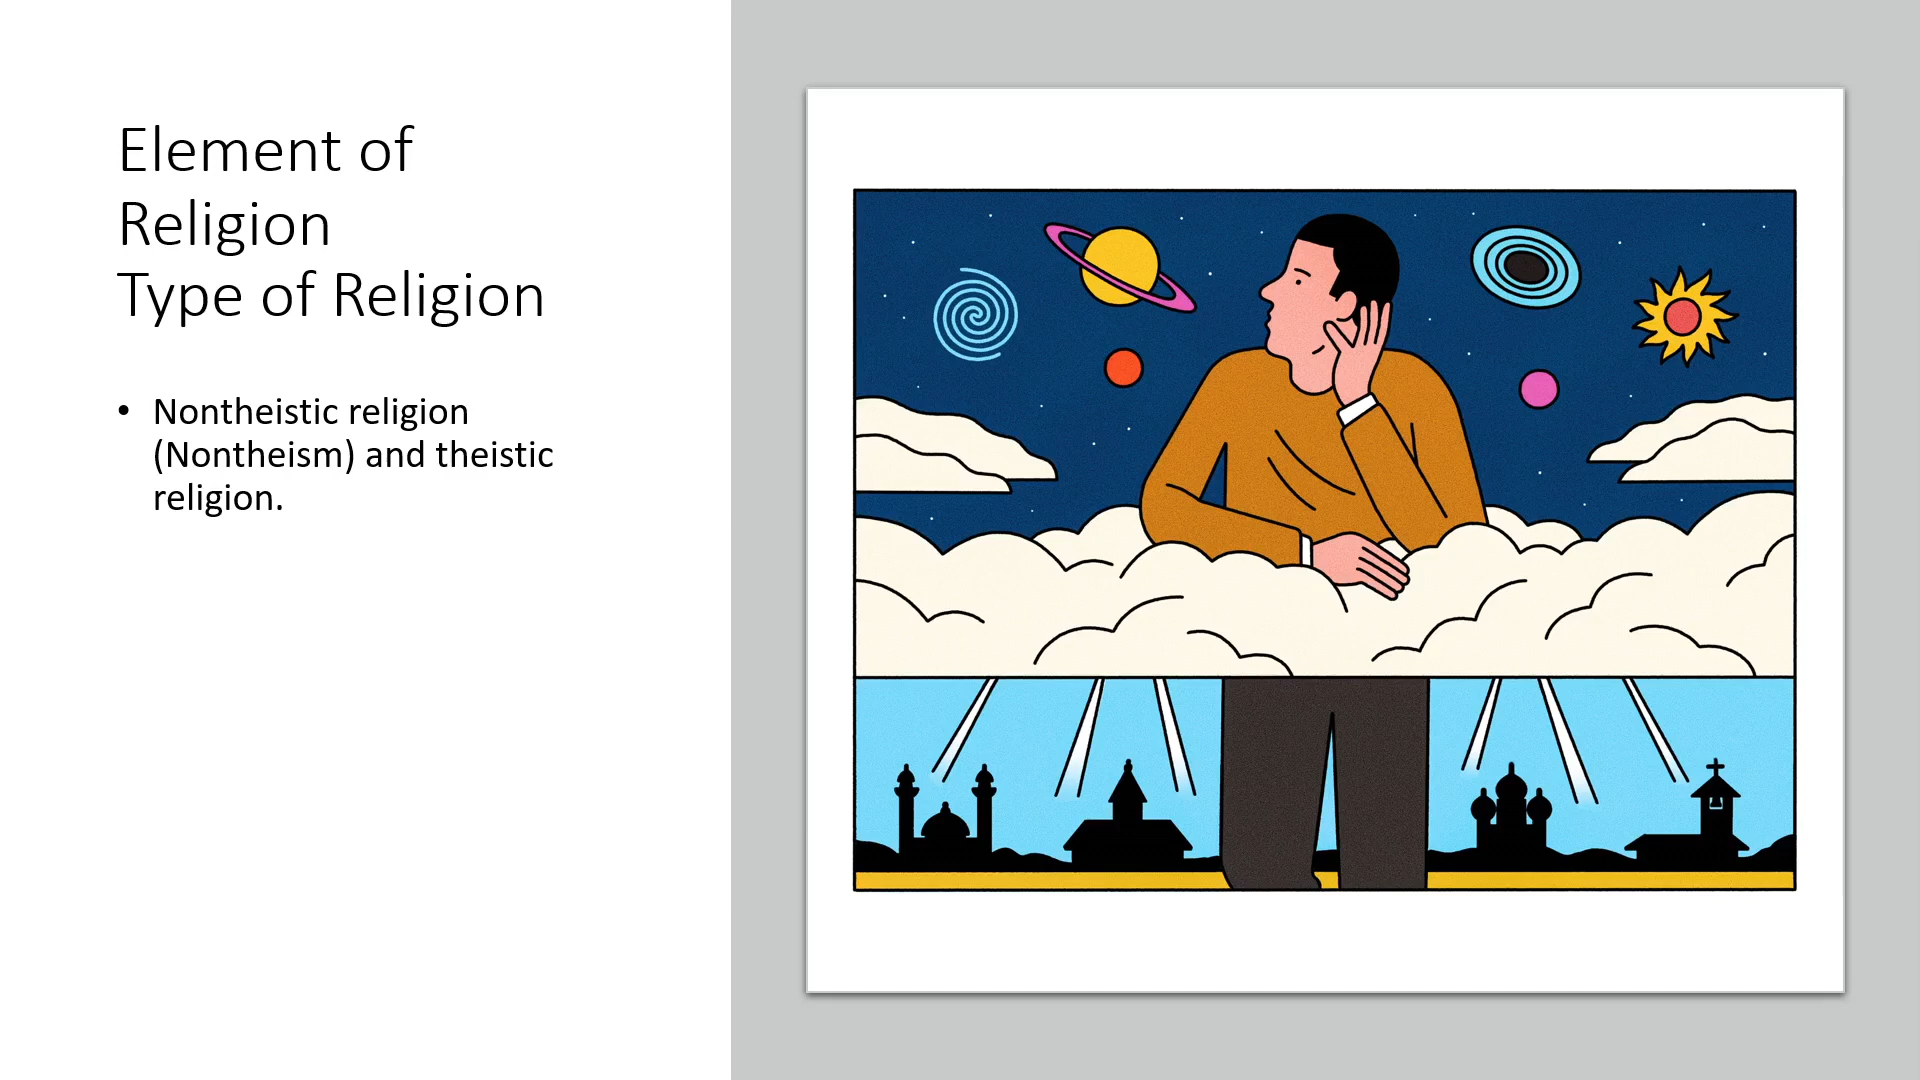 Element of
Religion
Type of Religion
• Nontheistic religion
(Nontheism) and theistic
religion.